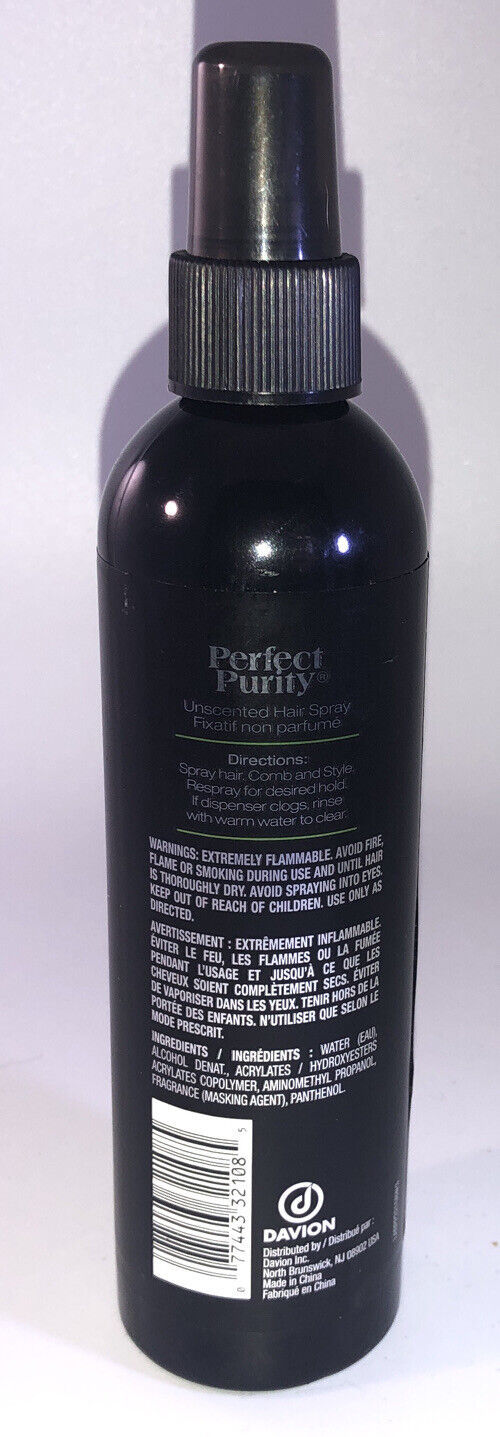 Perfect
Purity®
Unscented Hair Spray
Fixatif non parfumé
Directions:
Spray hair. Comb and Style.
Respray for desired hold.
If dispenser clogs, rinse
with warm water to clear.
WARNINGS: EXTREMELY FLAMMABLE. AVOID FIRE,
FLAME OR SMOKING DURING USE AND UNTIL HAIR
IS THOROUGHLY DRY. AVOID SPRAYING INTO EYES.
KEEP OUT OF REACH OF CHILDREN. USE ONLY AS
DIRECTED.
AVERTISSEMENT : EXTRÊMEMENT INFLAMMABLE.
ÉVITER LE FEU, LES FLAMMES OU LA FUMÉE
PENDANT L'USAGE ET JUSQU'À CE QUE LES
CHEVEUX SOIENT COMPLÈTEMENT SECS. ÉVITER
DE VAPORISER DANS LES YEUX. TENIR HORS DE LA
PORTÉE DES ENFANTS. N'UTILISER QUE SELON LE
MODE PRESCRIT.
INGREDIENTS / INGRÉDIENTS : WATER (EAU),
ALCOHOL DENAT., ACRYLATES / HYDROXYESTERS
ACRYLATES COPOLYMER, AMINOMETHYL PROPANOL,
FRAGRANCE (MASKING AGENT), PANTHENOL.
0 77443 32108 5
DAVION
Distributed by / Distribué par :
Davion Inc.
North Brunswick, NJ 08902 USA
Made in China
Fabriqué en China